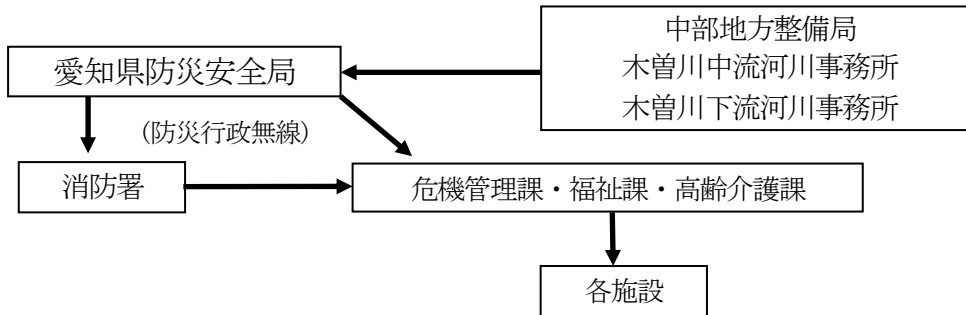 中部地方整備局
木曽川中流河川事務所
木曽川下流河川事務所
愛知県防災安全局
(防災行政無線)
消防署
危機管理課・福祉課・高齢介護課
各施設